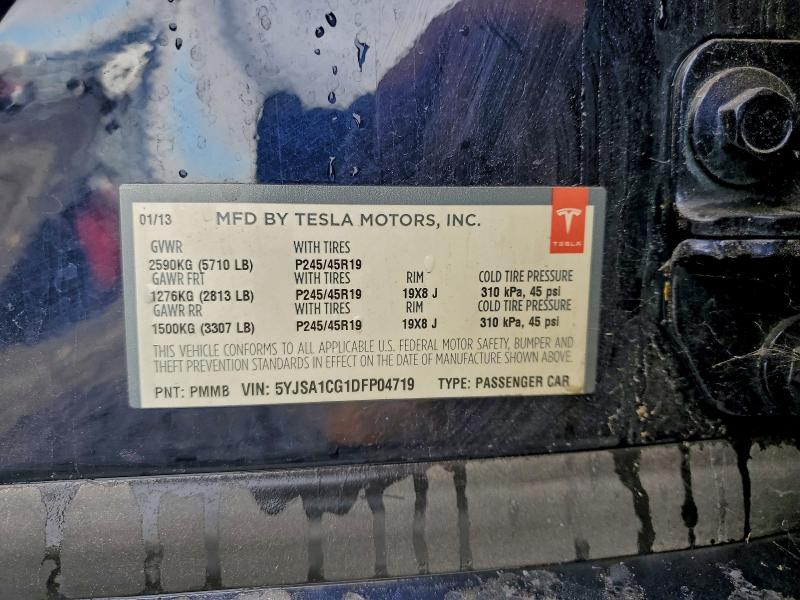 01/13 MFD BY TESLA MOTORS, INC.
TESLA
GVWR WITH TIRES
2590KG (5710 LB) P245/45R19
GAWR FRT WITH TIRES RIM COLD TIRE PRESSURE
1276KG (2813 LB) P245/45R19 19X8 J 310 kPa, 45 psi
GAWR RR WITH TIRES RIM COLD TIRE PRESSURE
1500KG (3307 LB) P245/45R19 19X8 J 310 kPa, 45 psi
THIS VEHICLE CONFORMS TO ALL APPLICABLE U.S. FEDERAL MOTOR SAFETY, BUMPER AND
THEFT PREVENTION STANDARDS IN EFFECT ON THE DATE OF MANUFACTURE SHOWN ABOVE.
PNT: PMMB VIN: 5YJSA1CG1DFP04719 TYPE: PASSENGER CAR